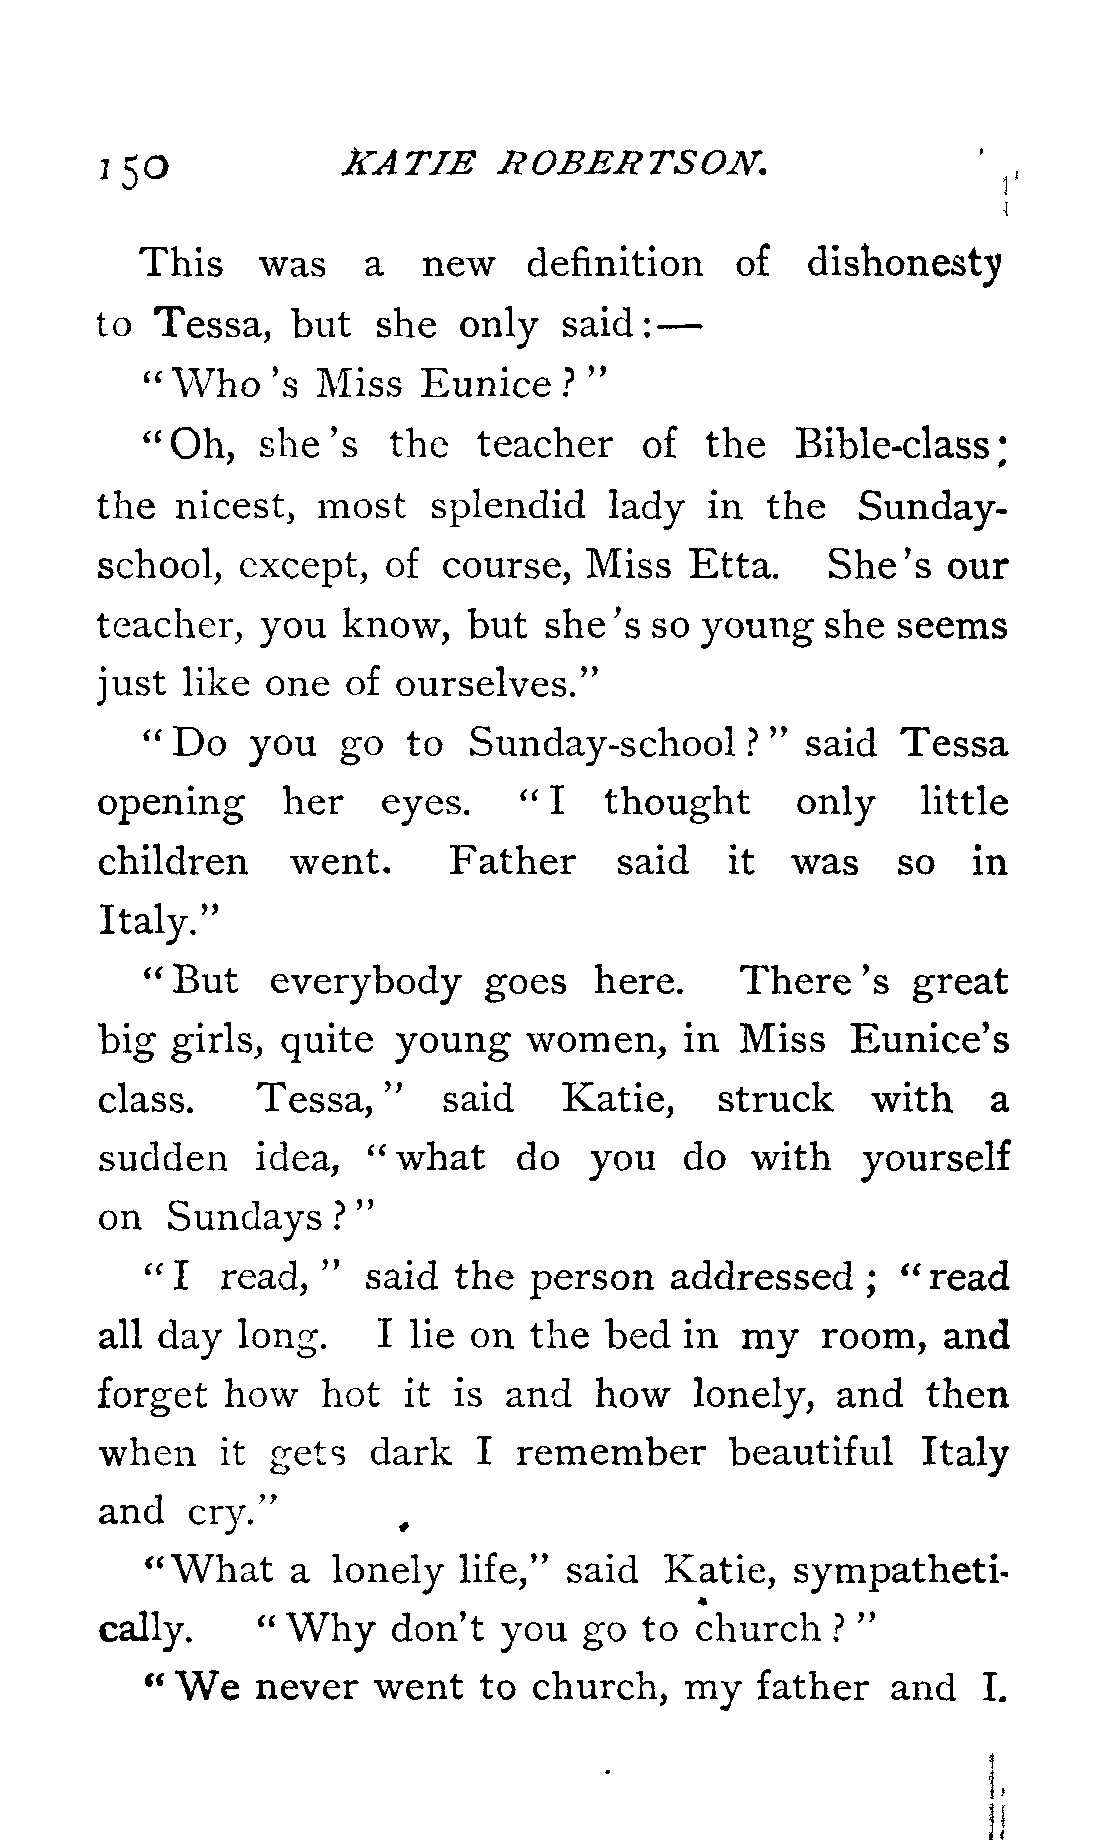 150 KATIE ROBERTSON.
This was a new definition of dishonesty
to Tessa, but she only said:—
"Who's Miss Eunice?"
"Oh, she's the teacher of the Bible-class;
the nicest, most splendid lady in the Sunday-
school, except, of course, Miss Etta. She's our
teacher, you know, but she's so young she seems
just like one of ourselves."
"Do you go to Sunday-school?" said Tessa
opening her eyes. "I thought only little
children went. Father said it was so in
Italy."
"But everybody goes here. There's great
big girls, quite young women, in Miss Eunice's
class. Tessa," said Katie, struck with a
sudden idea, "what do you do with yourself
on Sundays?"
"I read," said the person addressed; "read
all day long. I lie on the bed in my room, and
forget how hot it is and how lonely, and then
when it gets dark I remember beautiful Italy
and cry."
"What a lonely life," said Katie, sympatheti-
cally. "Why don't you go to church?"
"We never went to church, my father and I.